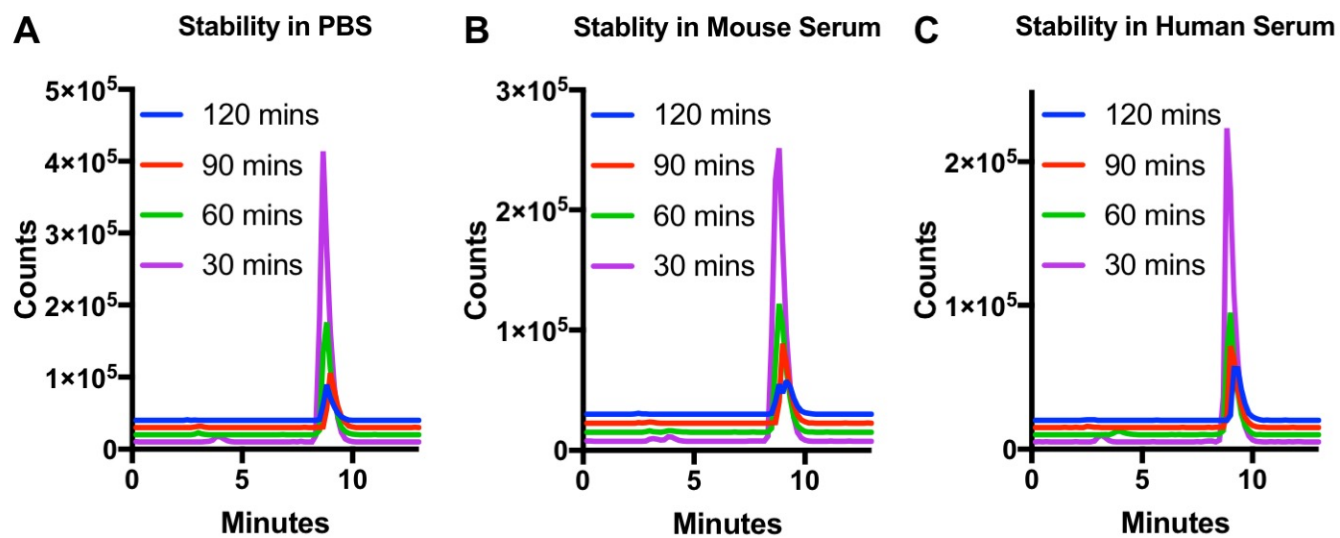 A Stability in PBS
5×10⁵
4×10⁵
3×10⁵
2×10⁵
1×10⁵
0
Counts
120 mins
90 mins
60 mins
30 mins
0 5 10
Minutes
B Stablity in Mouse Serum
3×10⁵
2×10⁵
1×10⁵
0
Counts
120 mins
90 mins
60 mins
30 mins
0 5 10
Minutes
C Stability in Human Serum
2×10⁵
1×10⁵
0
Counts
120 mins
90 mins
60 mins
30 mins
0 5 10
Minutes